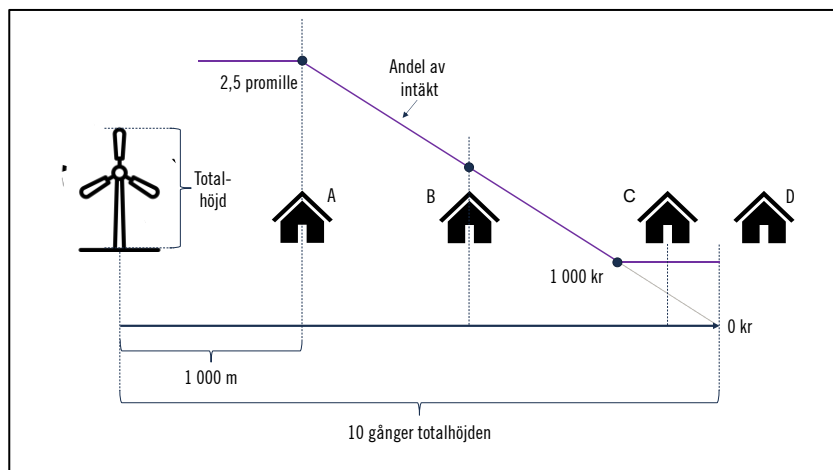 Andel av
intäkt
2,5 promille
Total-
höjd
A
B
C
D
1 000 kr
0 kr
1 000 m
10 gånger totalhöjden